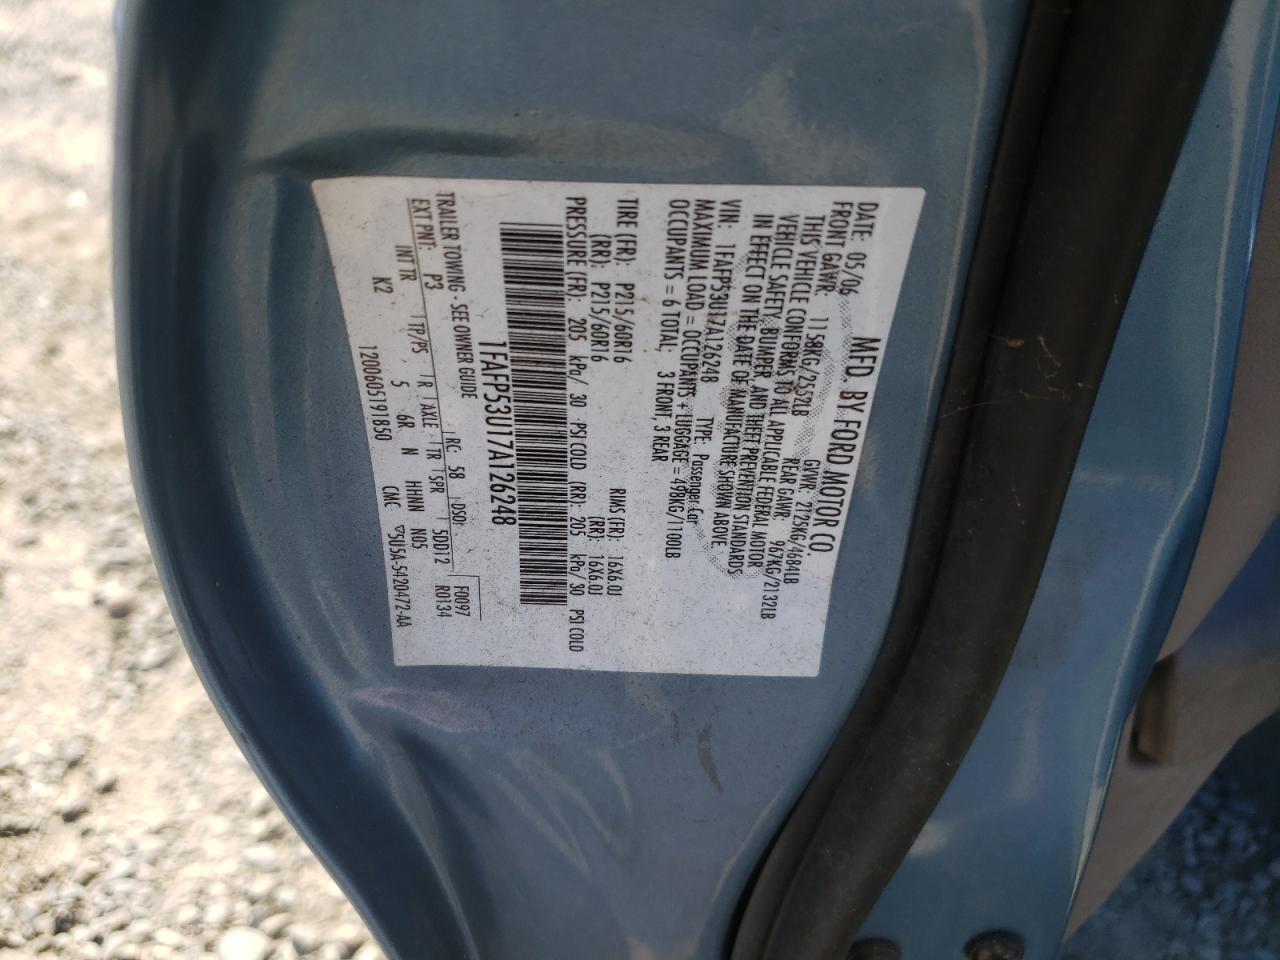 MFD. BY FORD MOTOR CO.
DATE: 05/06 GVWR: 2125KG/4684LB
FRONT GAWR: 1158KG/2552LB REAR GAWR: 967KG/2132LB
THIS VEHICLE CONFORMS TO ALL APPLICABLE FEDERAL MOTOR
VEHICLE SAFETY, BUMPER, AND THEFT PREVENTION STANDARDS
IN EFFECT ON THE DATE OF MANUFACTURE SHOWN ABOVE
VIN: 1FAFP53U17A126248 TYPE: Passenger Car
MAXIMUM LOAD = OCCUPANTS + LUGGAGE = 498KG/1100LB
OCCUPANTS = 6 TOTAL; 3 FRONT, 3 REAR
TIRE (FR): P215/60R16 RIMS (FR): 16X6.0J
(RR): P215/60R16 (RR): 16X6.0J
PRESSURE (FR): 205 kPa/ 30 PSI COLD (RR): 205 kPa/ 30 PSI COLD
1FAFP53U17A126248
TRAILER TOWING - SEE OWNER GUIDE
EXT PNT: P3 RC: 58 DSO: F0097
R0134
INT TR TP/PS R AXLE TR SPR 5DD12
K2 5 6R N HHHN N05
1200605191850 CMC ▽5U5A-5420472-AA